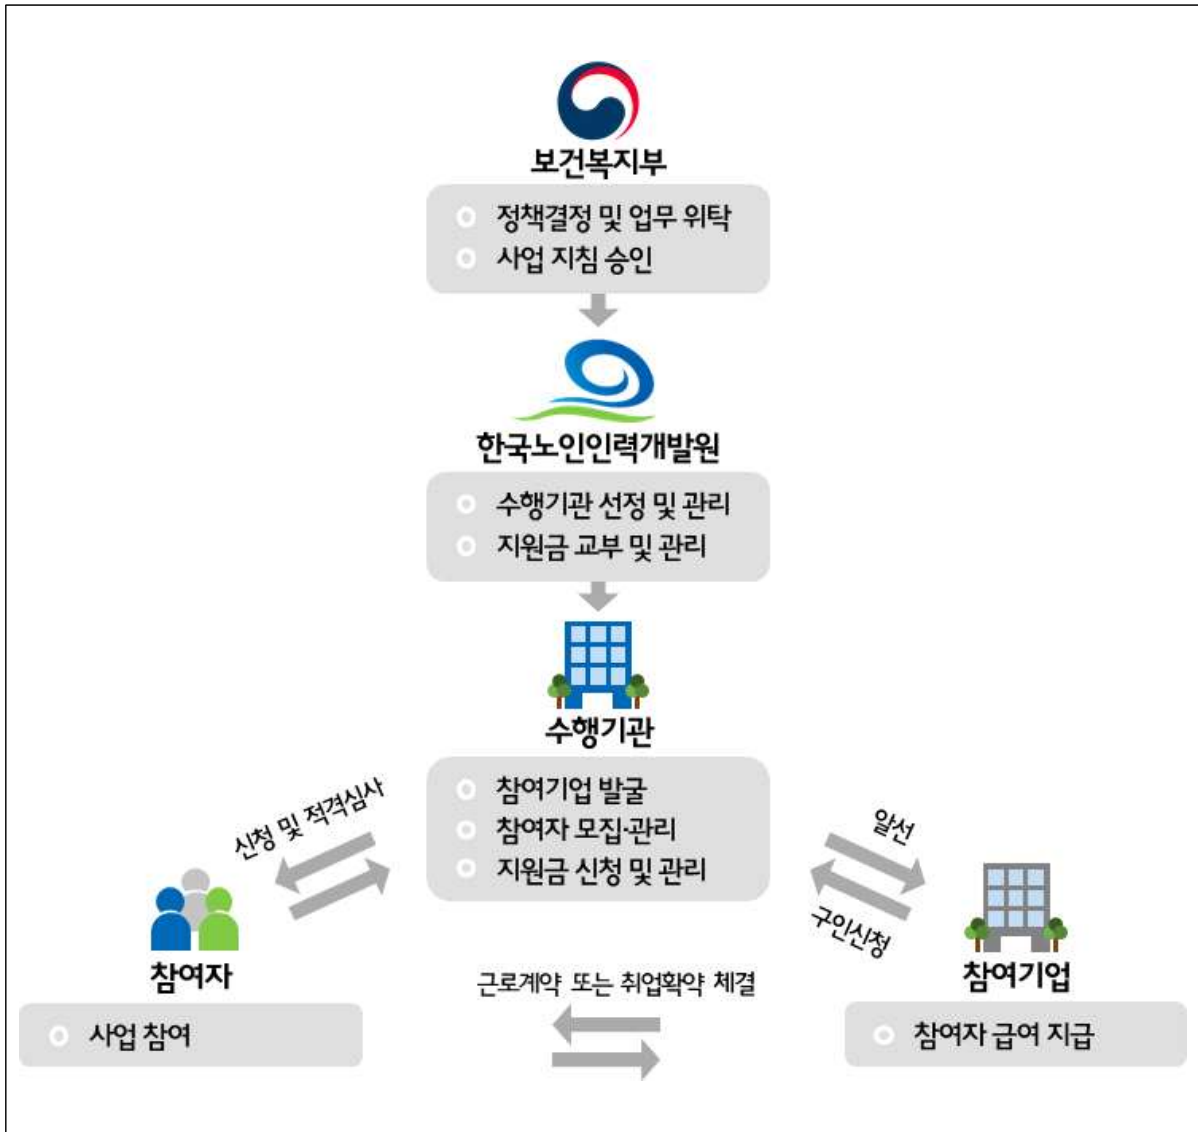 보건복지부
정책결정 및 업무 위탁
사업 지침 승인
한국노인인력개발원
수행기관 선정 및 관리
지원금 교부 및 관리
수행기관
참여기업 발굴
참여자 모집·관리
지원금 신청 및 관리
신청 및 적격심사
알선
구인신청
참여자
사업 참여
근로계약 또는 취업확약 체결
참여기업
참여자 급여 지급